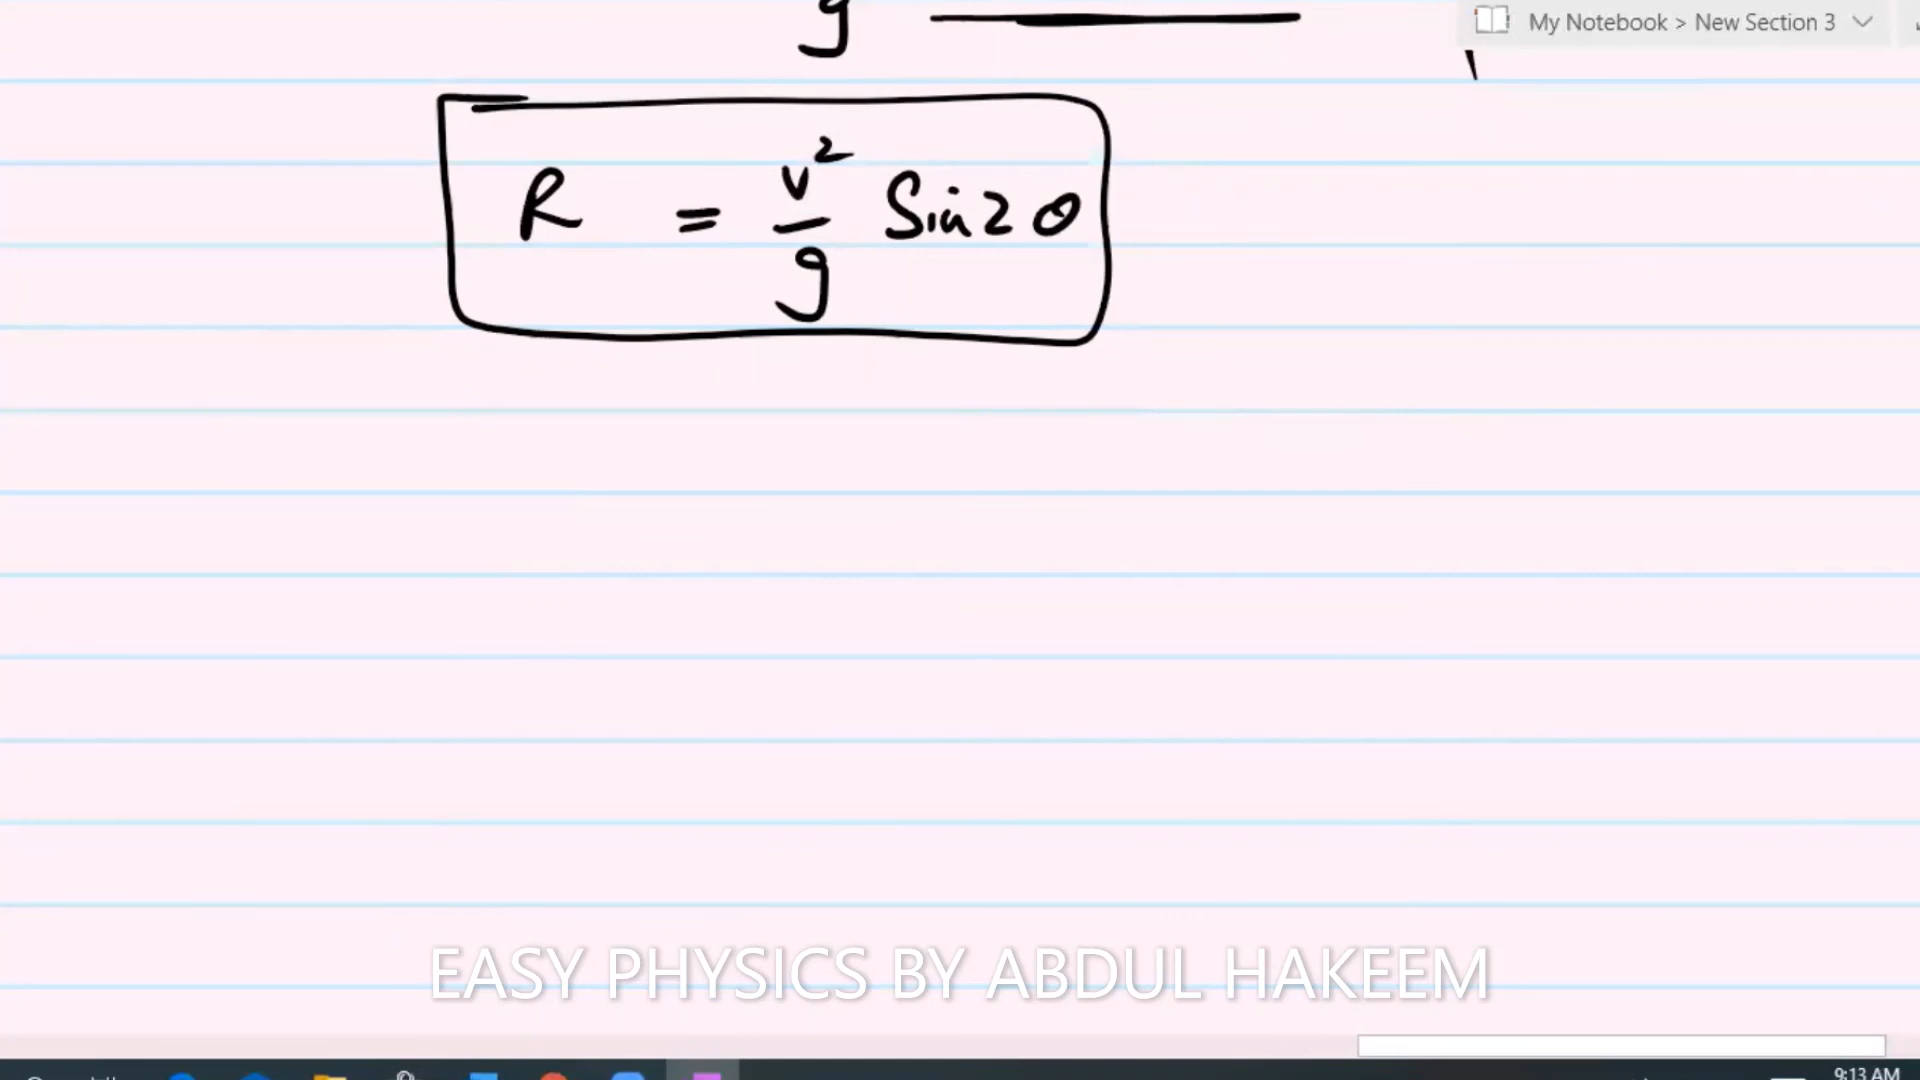 g
My Notebook > New Section 3
R = v² / g Sin2θ
EASY PHYSICS BY ABDUL HAKEEM
9:13 AM